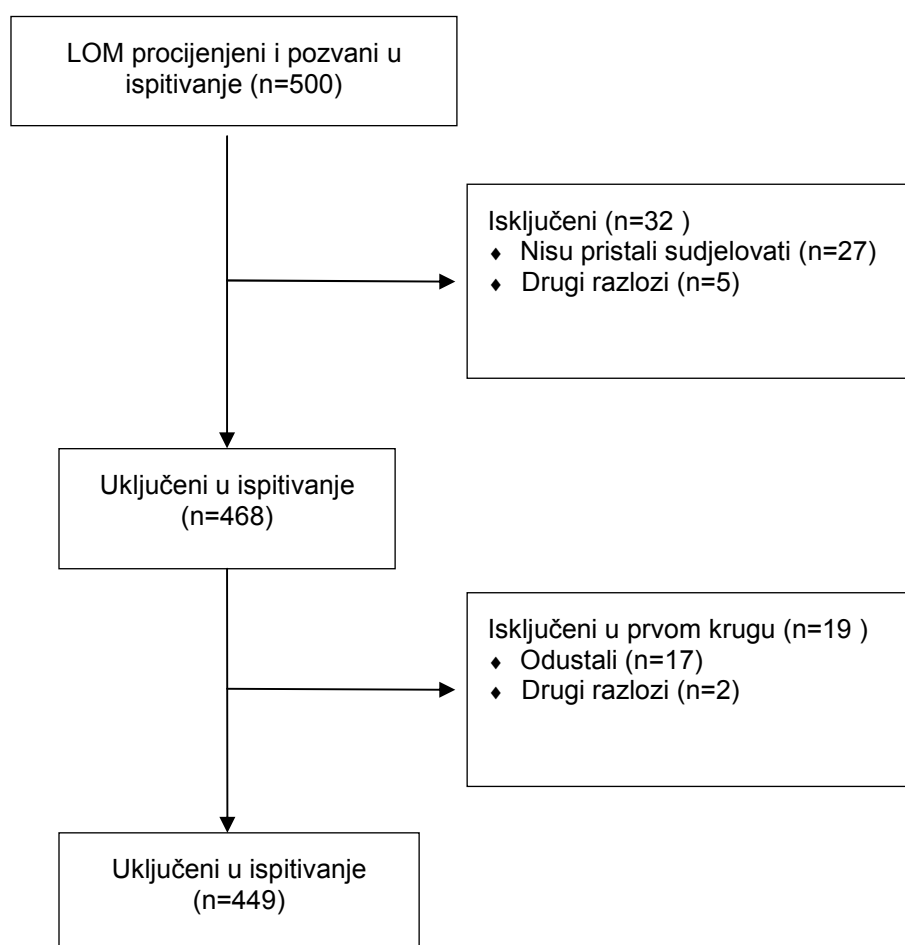 LOM procijenjeni i pozvani u
ispitivanje (n=500)
Isključeni (n=32 )
♦ Nisu pristali sudjelovati (n=27)
♦ Drugi razlozi (n=5)
Uključeni u ispitivanje
(n=468)
Isključeni u prvom krugu (n=19 )
♦ Odustali (n=17)
♦ Drugi razlozi (n=2)
Uključeni u ispitivanje
(n=449)